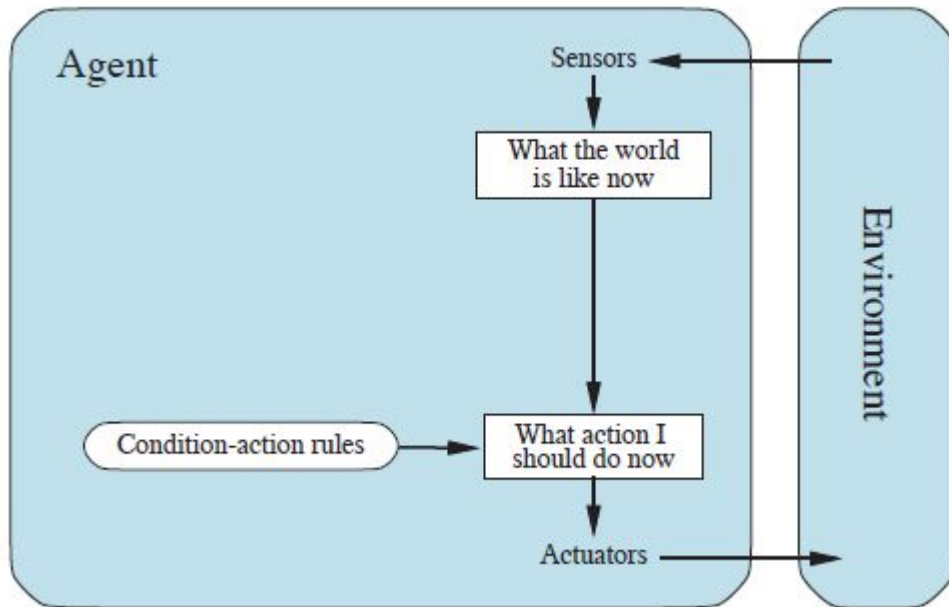 Agent
Sensors
What the world
is like now
Environment
Condition-action rules
What action I
should do now
Actuators